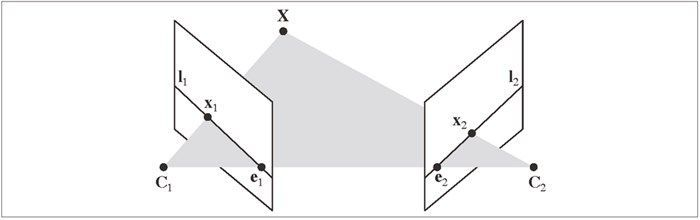 X
l₁
l₂
x₁
x₂
e₁
e₂
C₁
C₂